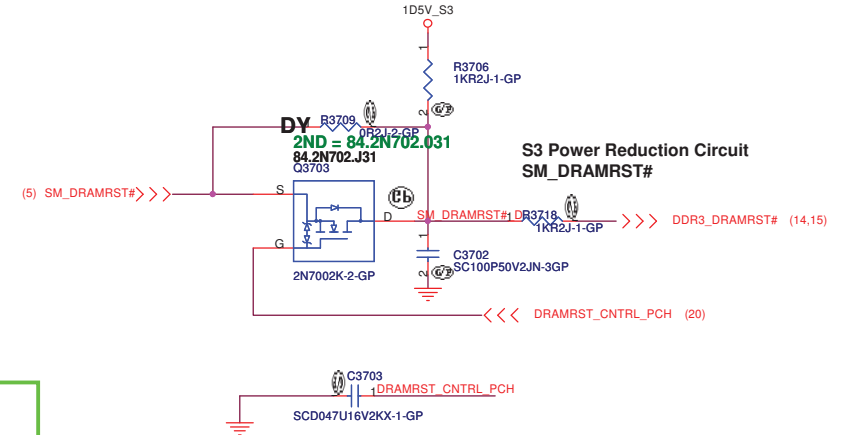 1D5V_S3
1
R3706
1KR2J-1-GP
2
DY
R3709
0R2J-2-GP
2ND = 84.2N702.031
84.2N702.J31
Q3703
S3 Power Reduction Circuit
SM_DRAMRST#
(5) SM_DRAMRST#
S
D
SM_DRAMRST#_D
1
R3718
1KR2J-1-GP
DDR3_DRAMRST# (14,15)
G
1
C3702
SC100P50V2JN-3GP
2
2N7002K-2-GP
DRAMRST_CNTRL_PCH (20)
C3703
1
DRAMRST_CNTRL_PCH
SCD047U16V2KX-1-GP